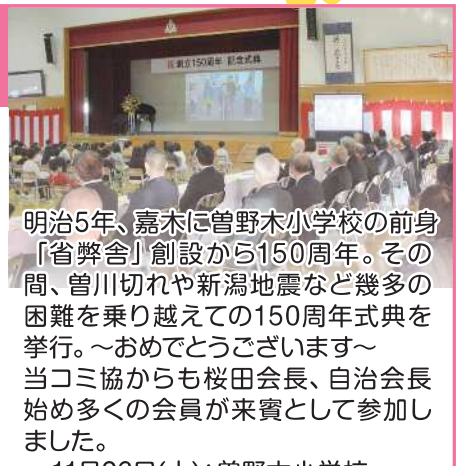 創立150周年 記念式典
明治5年、嘉木に曽野木小学校の前身
「省弊舎」創設から150周年。その
間、曽川切れや新潟地震など幾多の
困難を乗り越えての150周年式典を
挙行。～おめでとうございます～
当コミ協からも桜田会長、自治会長
始め多くの会員が来賓として参加し
ました。